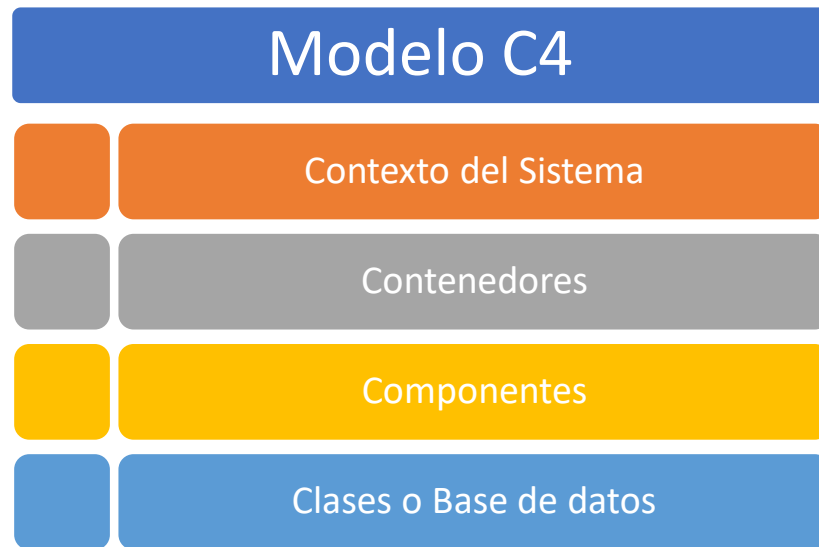 Modelo C4
Contexto del Sistema
Contenedores
Componentes
Clases o Base de datos